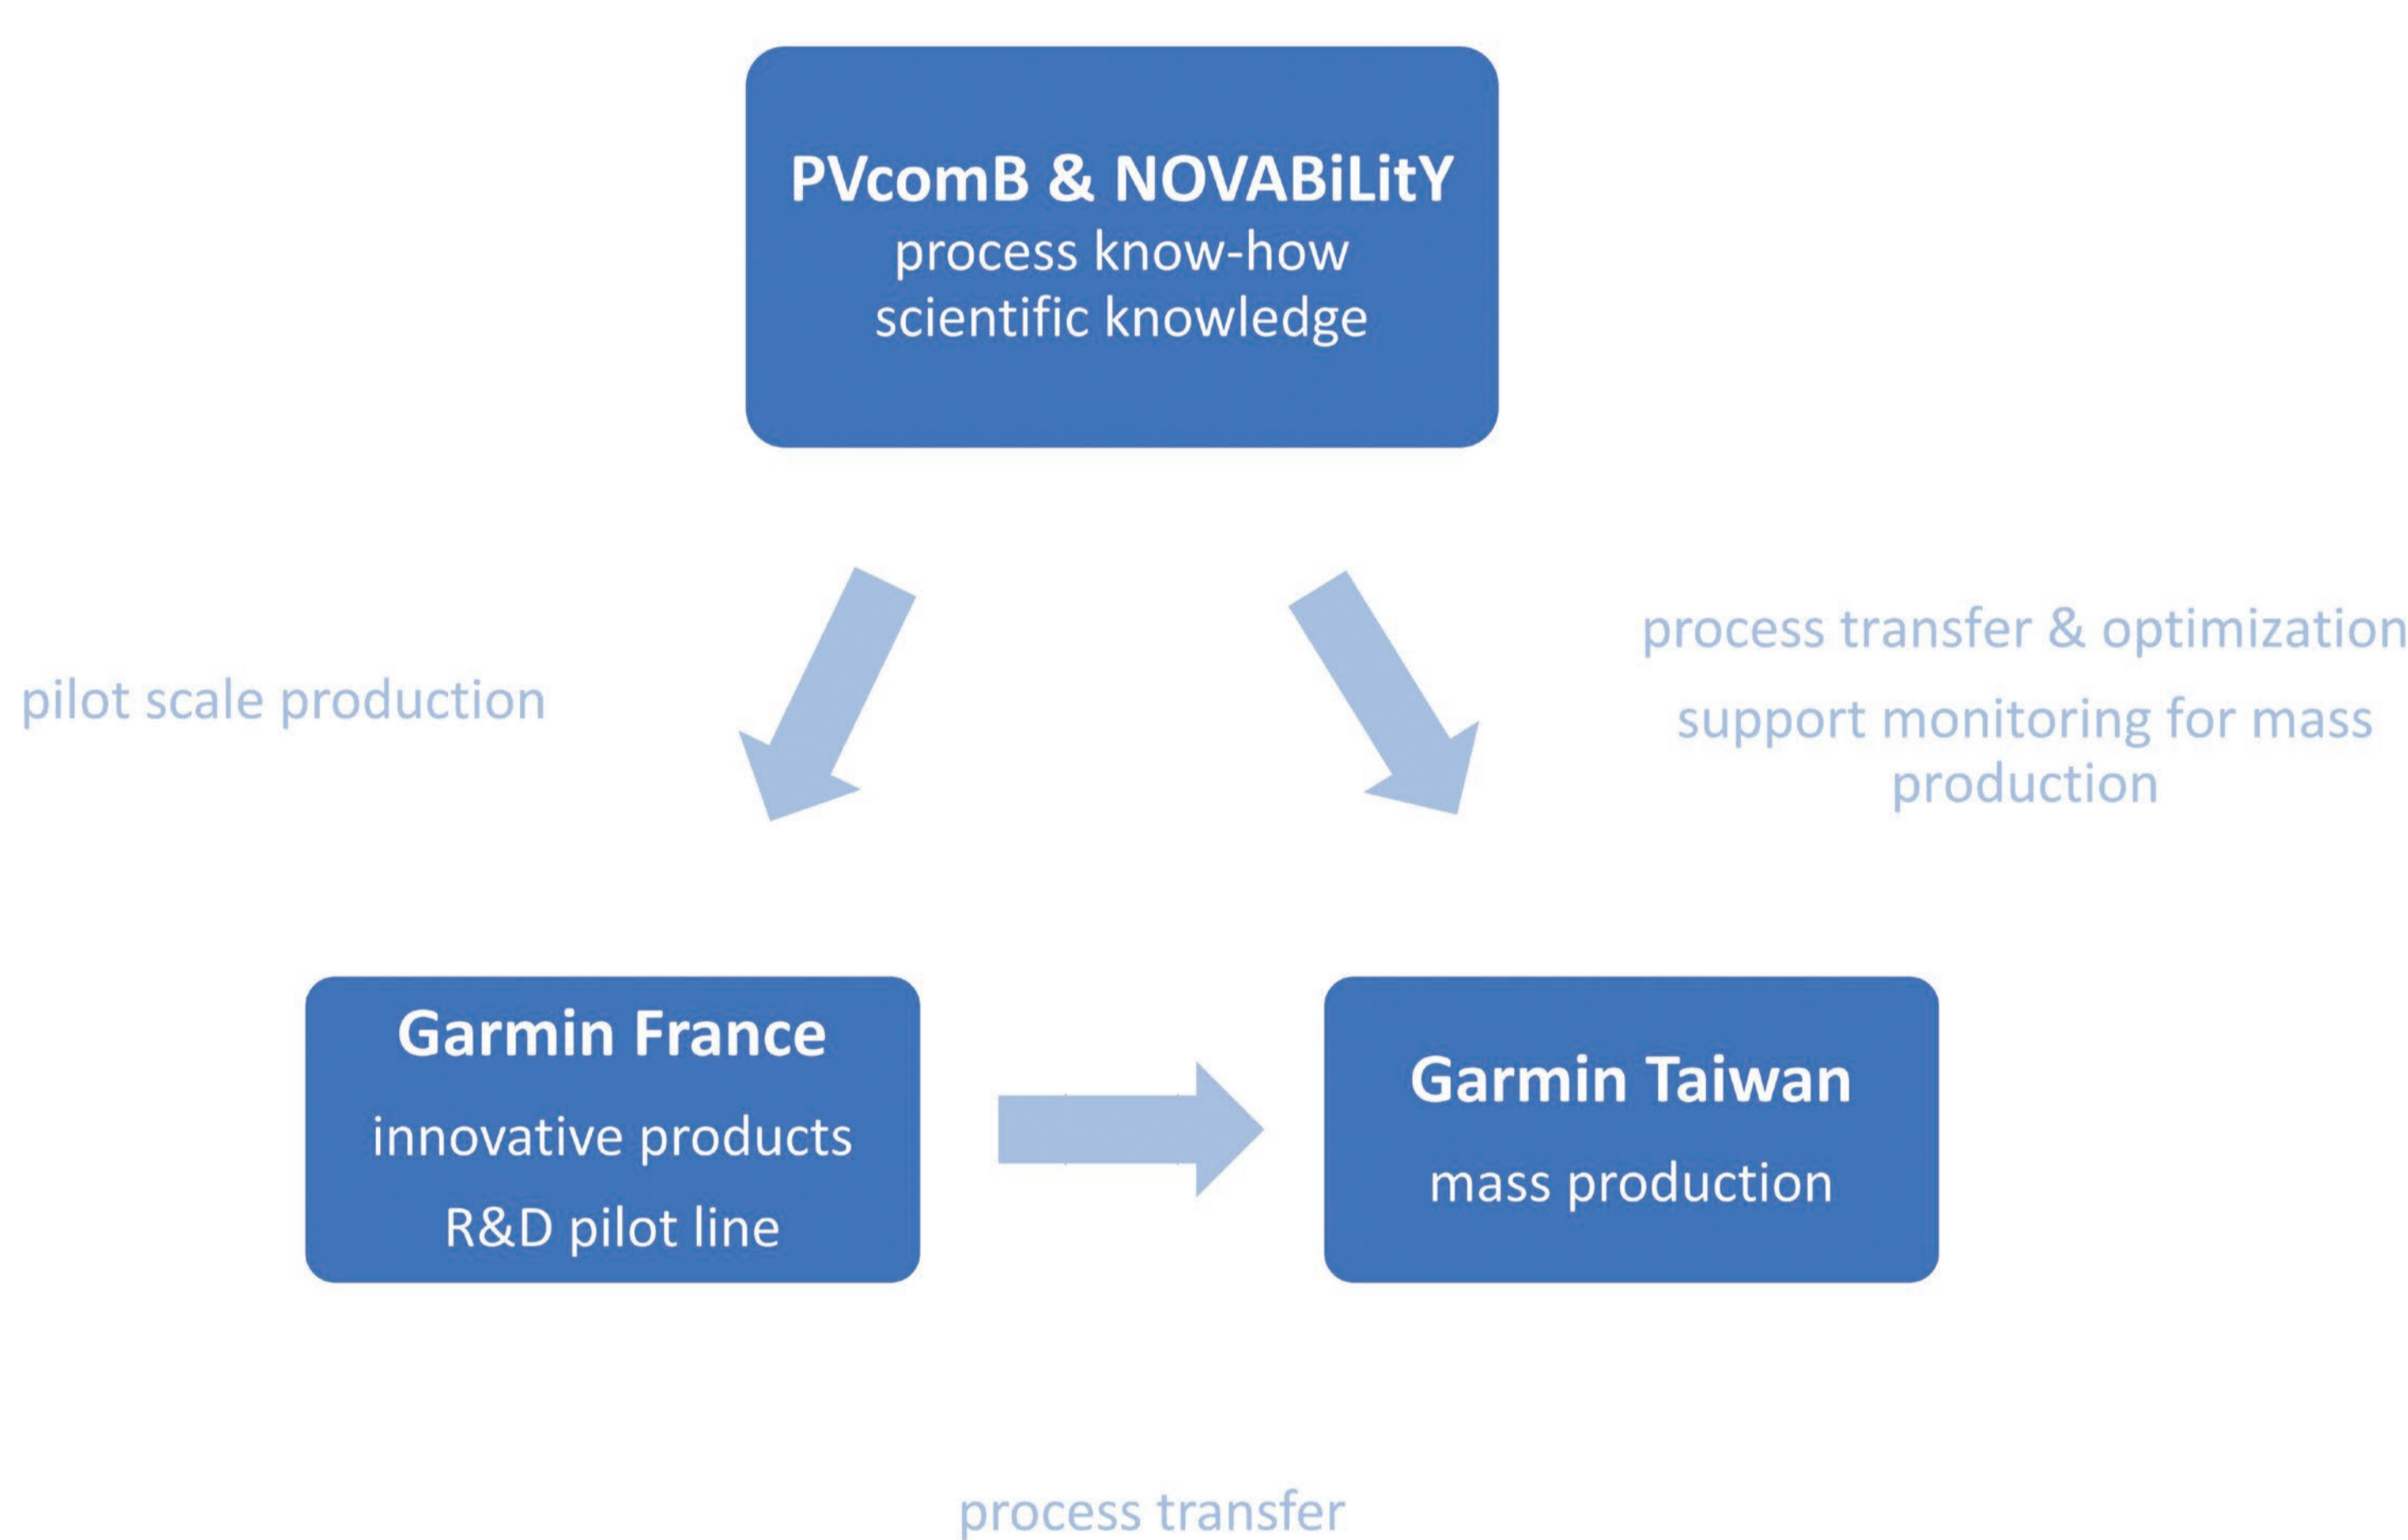 PVcomB & NOVABiLitY
process know-how
scientific knowledge
pilot scale production
process transfer & optimization
support monitoring for mass
production
Garmin France
innovative products
R&D pilot line
Garmin Taiwan
mass production
process transfer